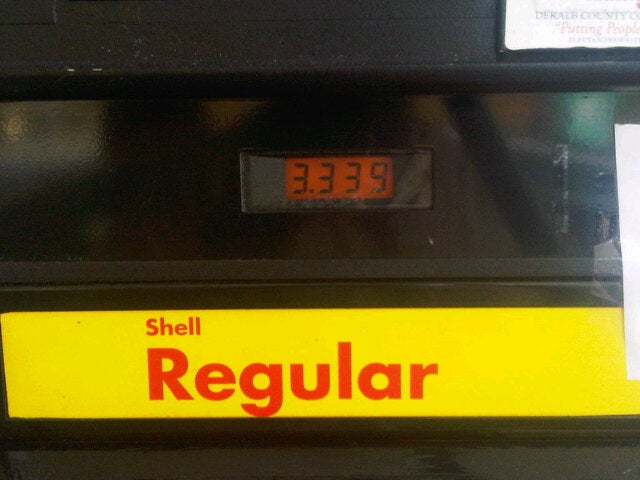 DEKALB COUNTY
"Putting People
3.339
Shell
Regular